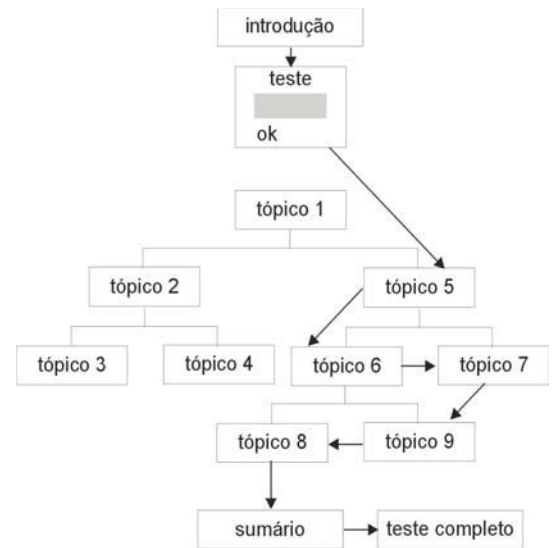 introdução
teste
ok
tópico 1
tópico 2
tópico 5
tópico 3
tópico 4
tópico 6
tópico 7
tópico 8
tópico 9
sumário
teste completo